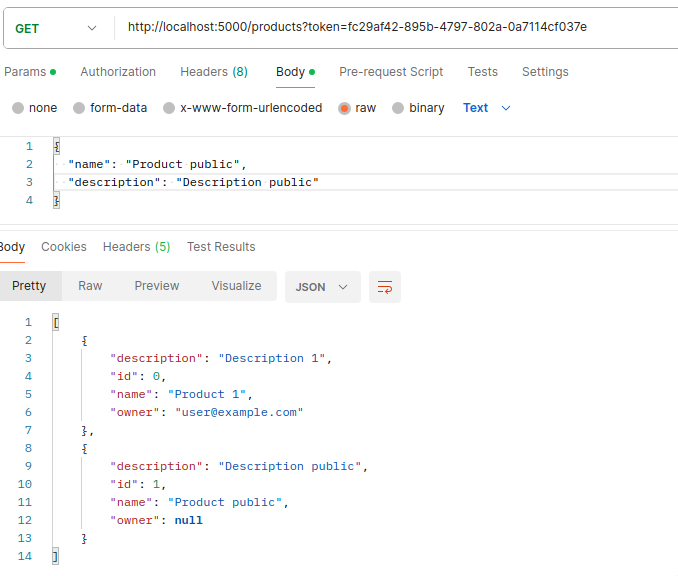 GET http://localhost:5000/products?token=fc29af42-895b-4797-802a-0a7114cf037e
Params Authorization Headers (8) Body Pre-request Script Tests Settings
none form-data x-www-form-urlencoded raw binary Text
1 {
2 "name": "Product public",
3 "description": "Description public"
4 }
Body Cookies Headers (5) Test Results
Pretty Raw Preview Visualize JSON
1 [
2 {
3 "description": "Description 1",
4 "id": 0,
5 "name": "Product 1",
6 "owner": "user@example.com"
7 },
8 {
9 "description": "Description public",
10 "id": 1,
11 "name": "Product public",
12 "owner": null
13 }
14 ]